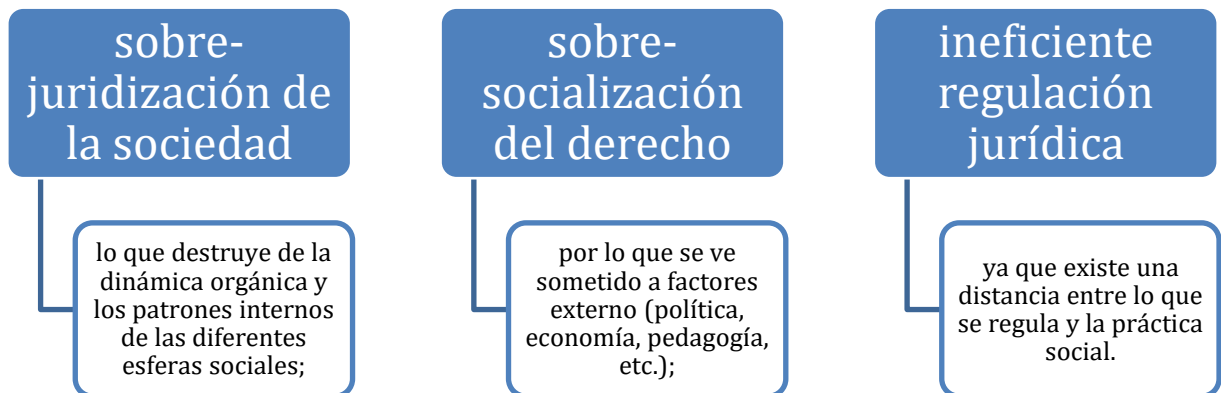 sobre-
juridización de
la sociedad
lo que destruye de la
dinámica orgánica y
los patrones internos
de las diferentes
esferas sociales;
sobre-
socialización
del derecho
por lo que se ve
sometido a factores
externo (política,
economía, pedagogía,
etc.);
ineficiente
regulación
jurídica
ya que existe una
distancia entre lo que
se regula y la práctica
social.